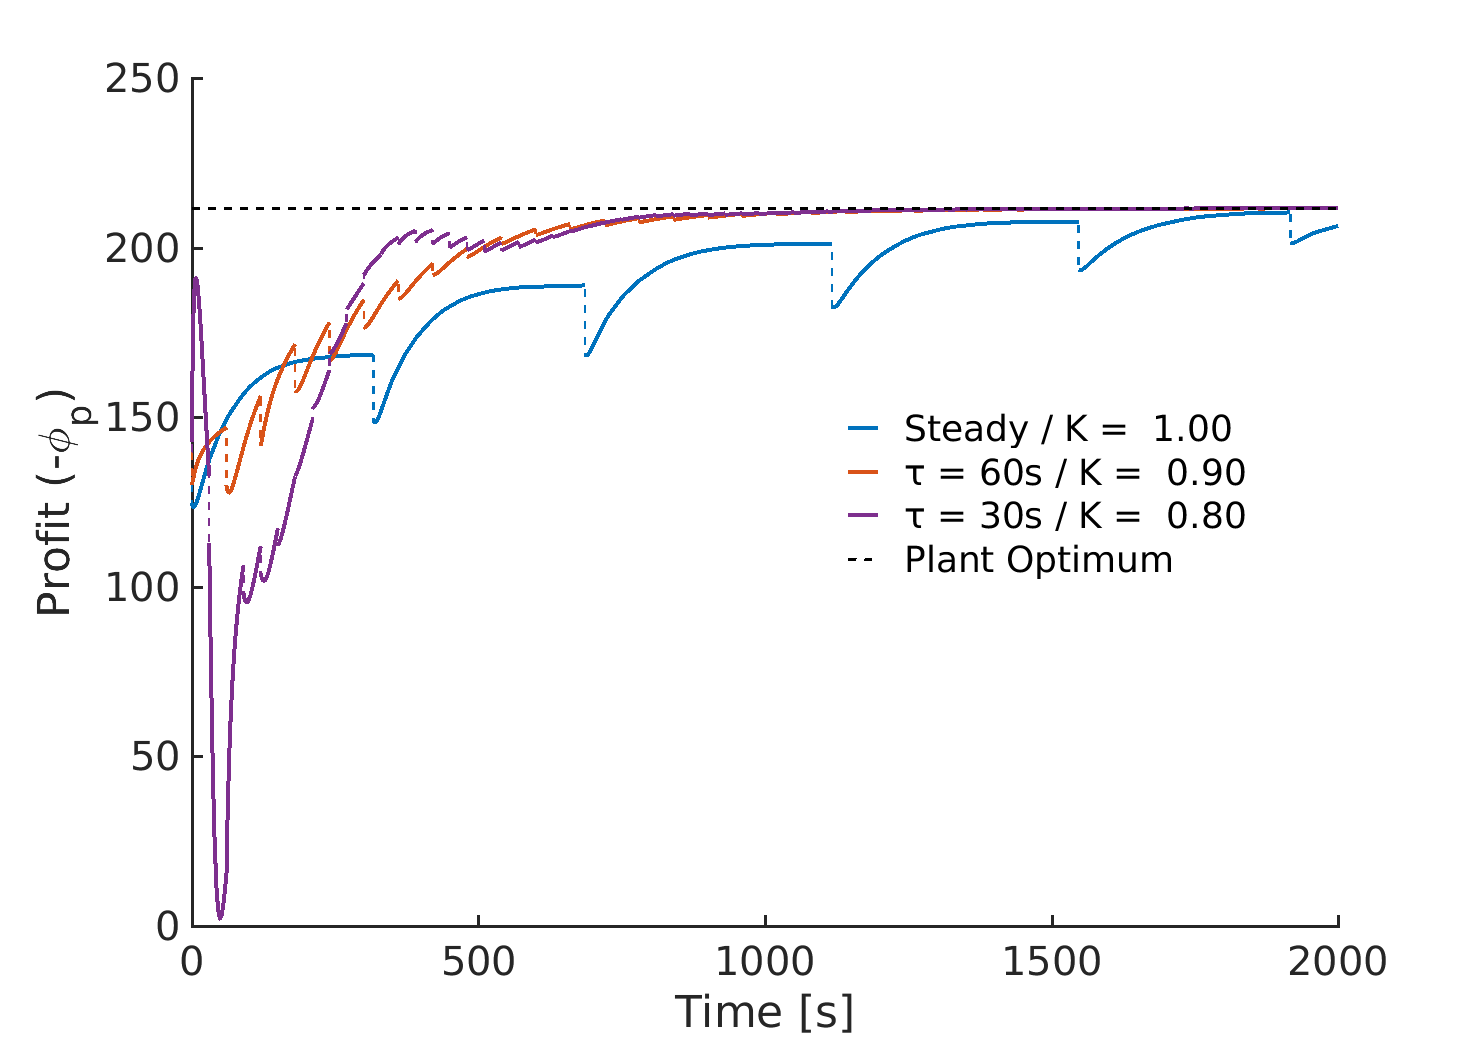 250
200
150
100
50
0
Profit (-ϕp)
Steady / K = 1.00
τ = 60s / K = 0.90
τ = 30s / K = 0.80
Plant Optimum
0 500 1000 1500 2000
Time [s]